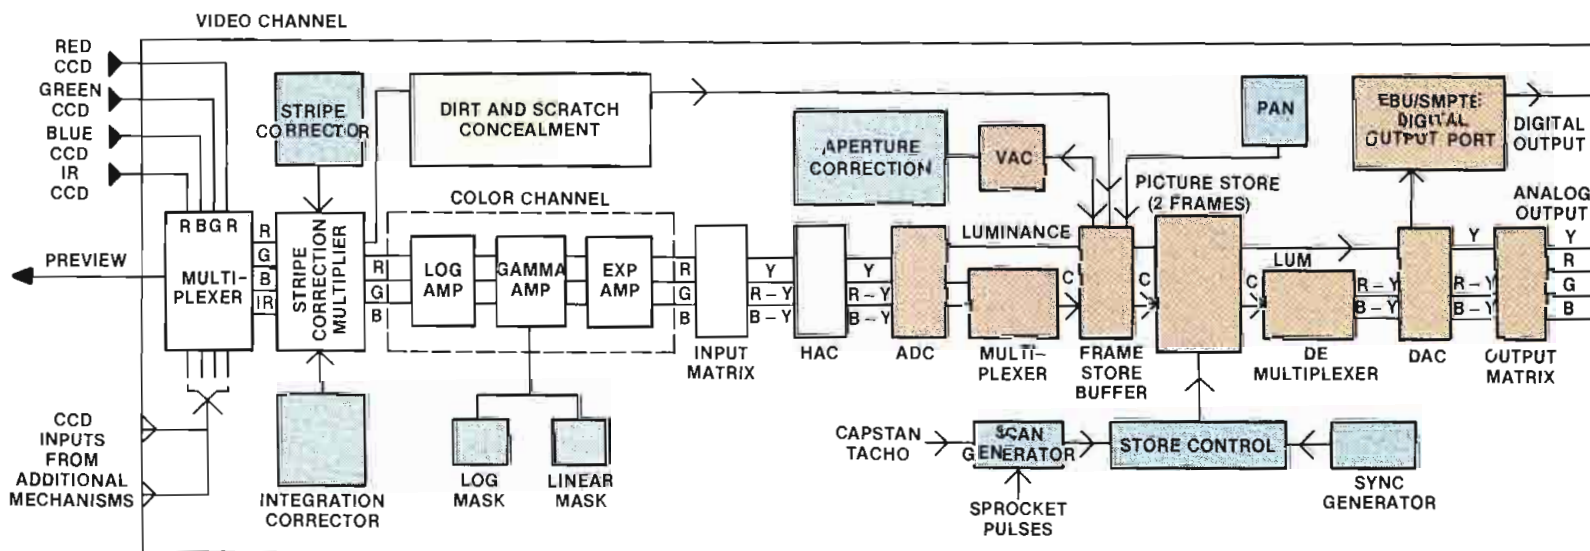 VIDEO CHANNEL
RED
CCD
GREEN
CCD
BLUE
CCD
IR
CCD
R B G R
MULTI-
PLEXER
PREVIEW
R
G
B
IR
CCD
INPUTS
FROM
ADDITIONAL
MECHANISMS
STRIPE
CORRECTOR
STRIPE
CORRECTION
MULTIPLIER
INTEGRATION
CORRECTOR
DIRT AND SCRATCH
CONCEALMENT
COLOR CHANNEL
R
G
B
LOG
AMP
GAMMA
AMP
EXP
AMP
LOG
MASK
LINEAR
MASK
R
G
B
INPUT
MATRIX
Y
R-Y
B-Y
HAC
Y
R-Y
B-Y
ADC
APERTURE
CORRECTION
VAC
LUMINANCE
MULTI-
PLEXER
C
FRAME
STORE
BUFFER
C
PAN
PICTURE STORE
(2 FRAMES)
LUM
C
DE
MULTIPLEXER
R-Y
B-Y
DAC
EBU/SMPTE
DIGITAL
OUTPUT PORT
DIGITAL
OUTPUT
Y
R-Y
B-Y
OUTPUT
MATRIX
ANALOG
OUTPUT
Y
R
G
B
CAPSTAN
TACHO
SCAN
GENERATOR
SPROCKET
PULSES
STORE CONTROL
SYNC
GENERATOR